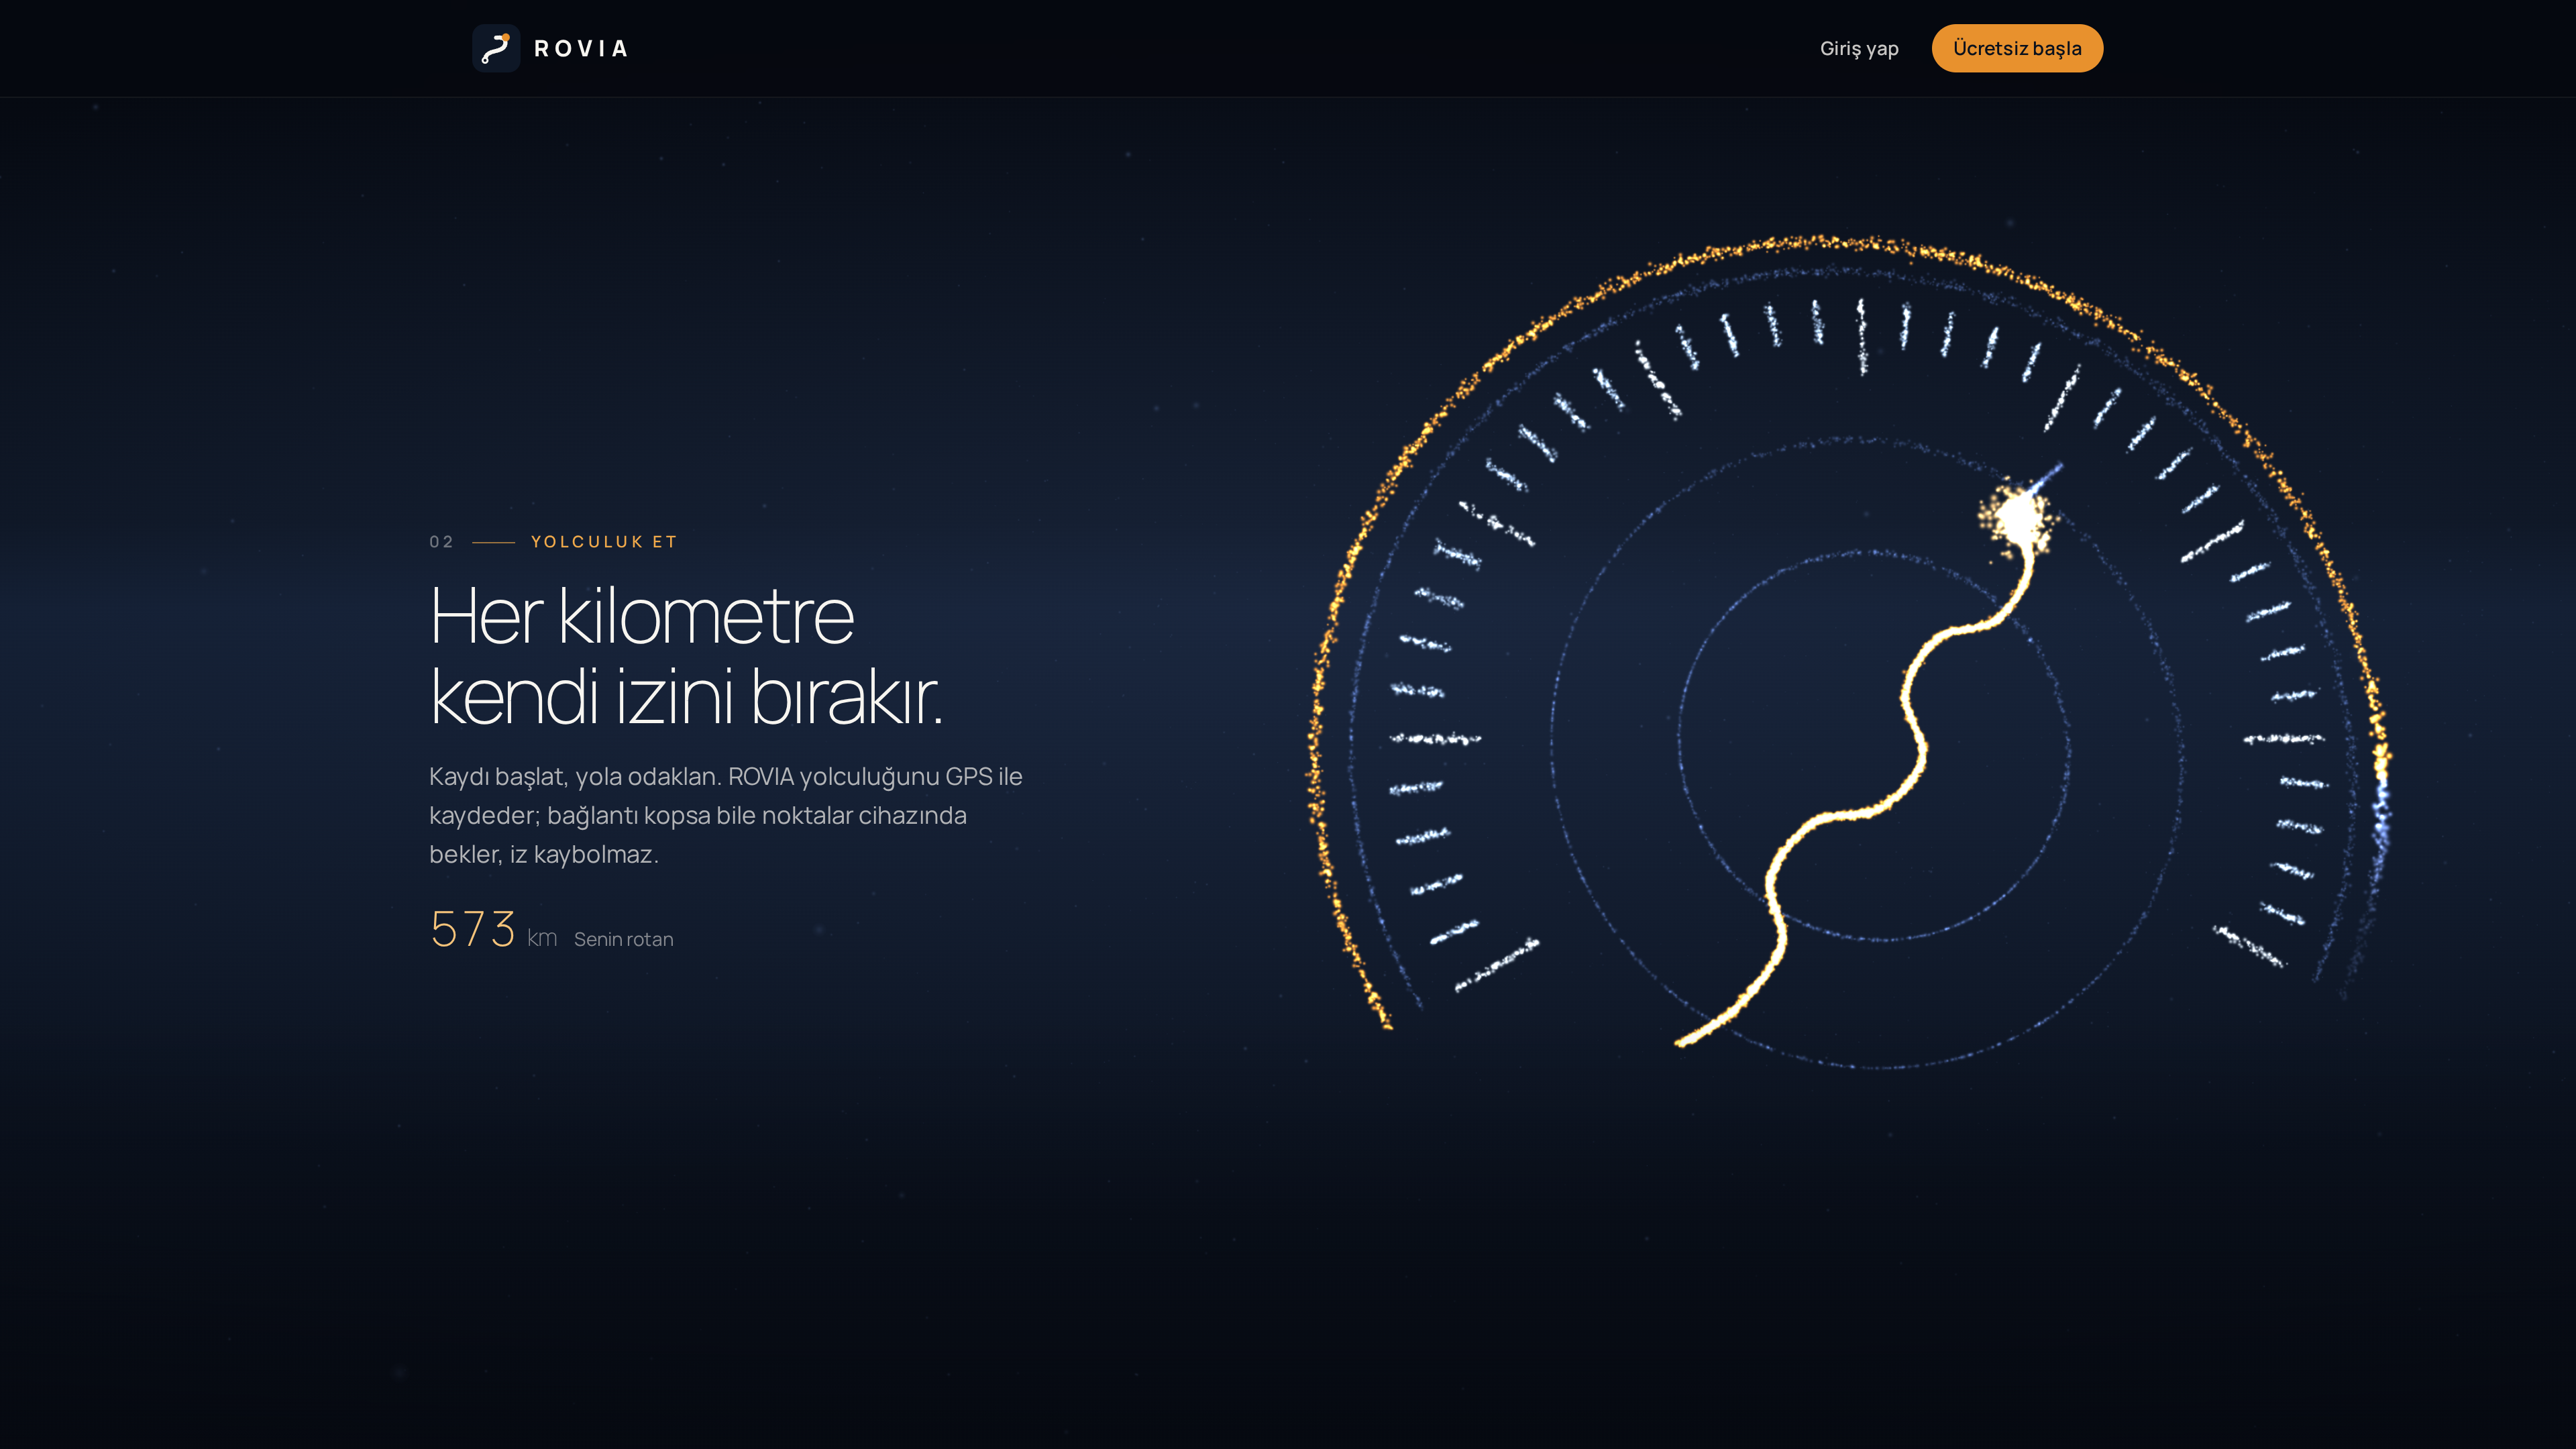 ROVIA
Giriş yap
Ücretsiz başla
02 YOLCULUK ET
Her kilometre
kendi izini bırakır.
Kaydı başlat, yola odaklan. ROVIA yolculuğunu GPS ile
kaydeder; bağlantı kopsa bile noktalar cihazında
bekler, iz kaybolmaz.
573 km Senin rotan